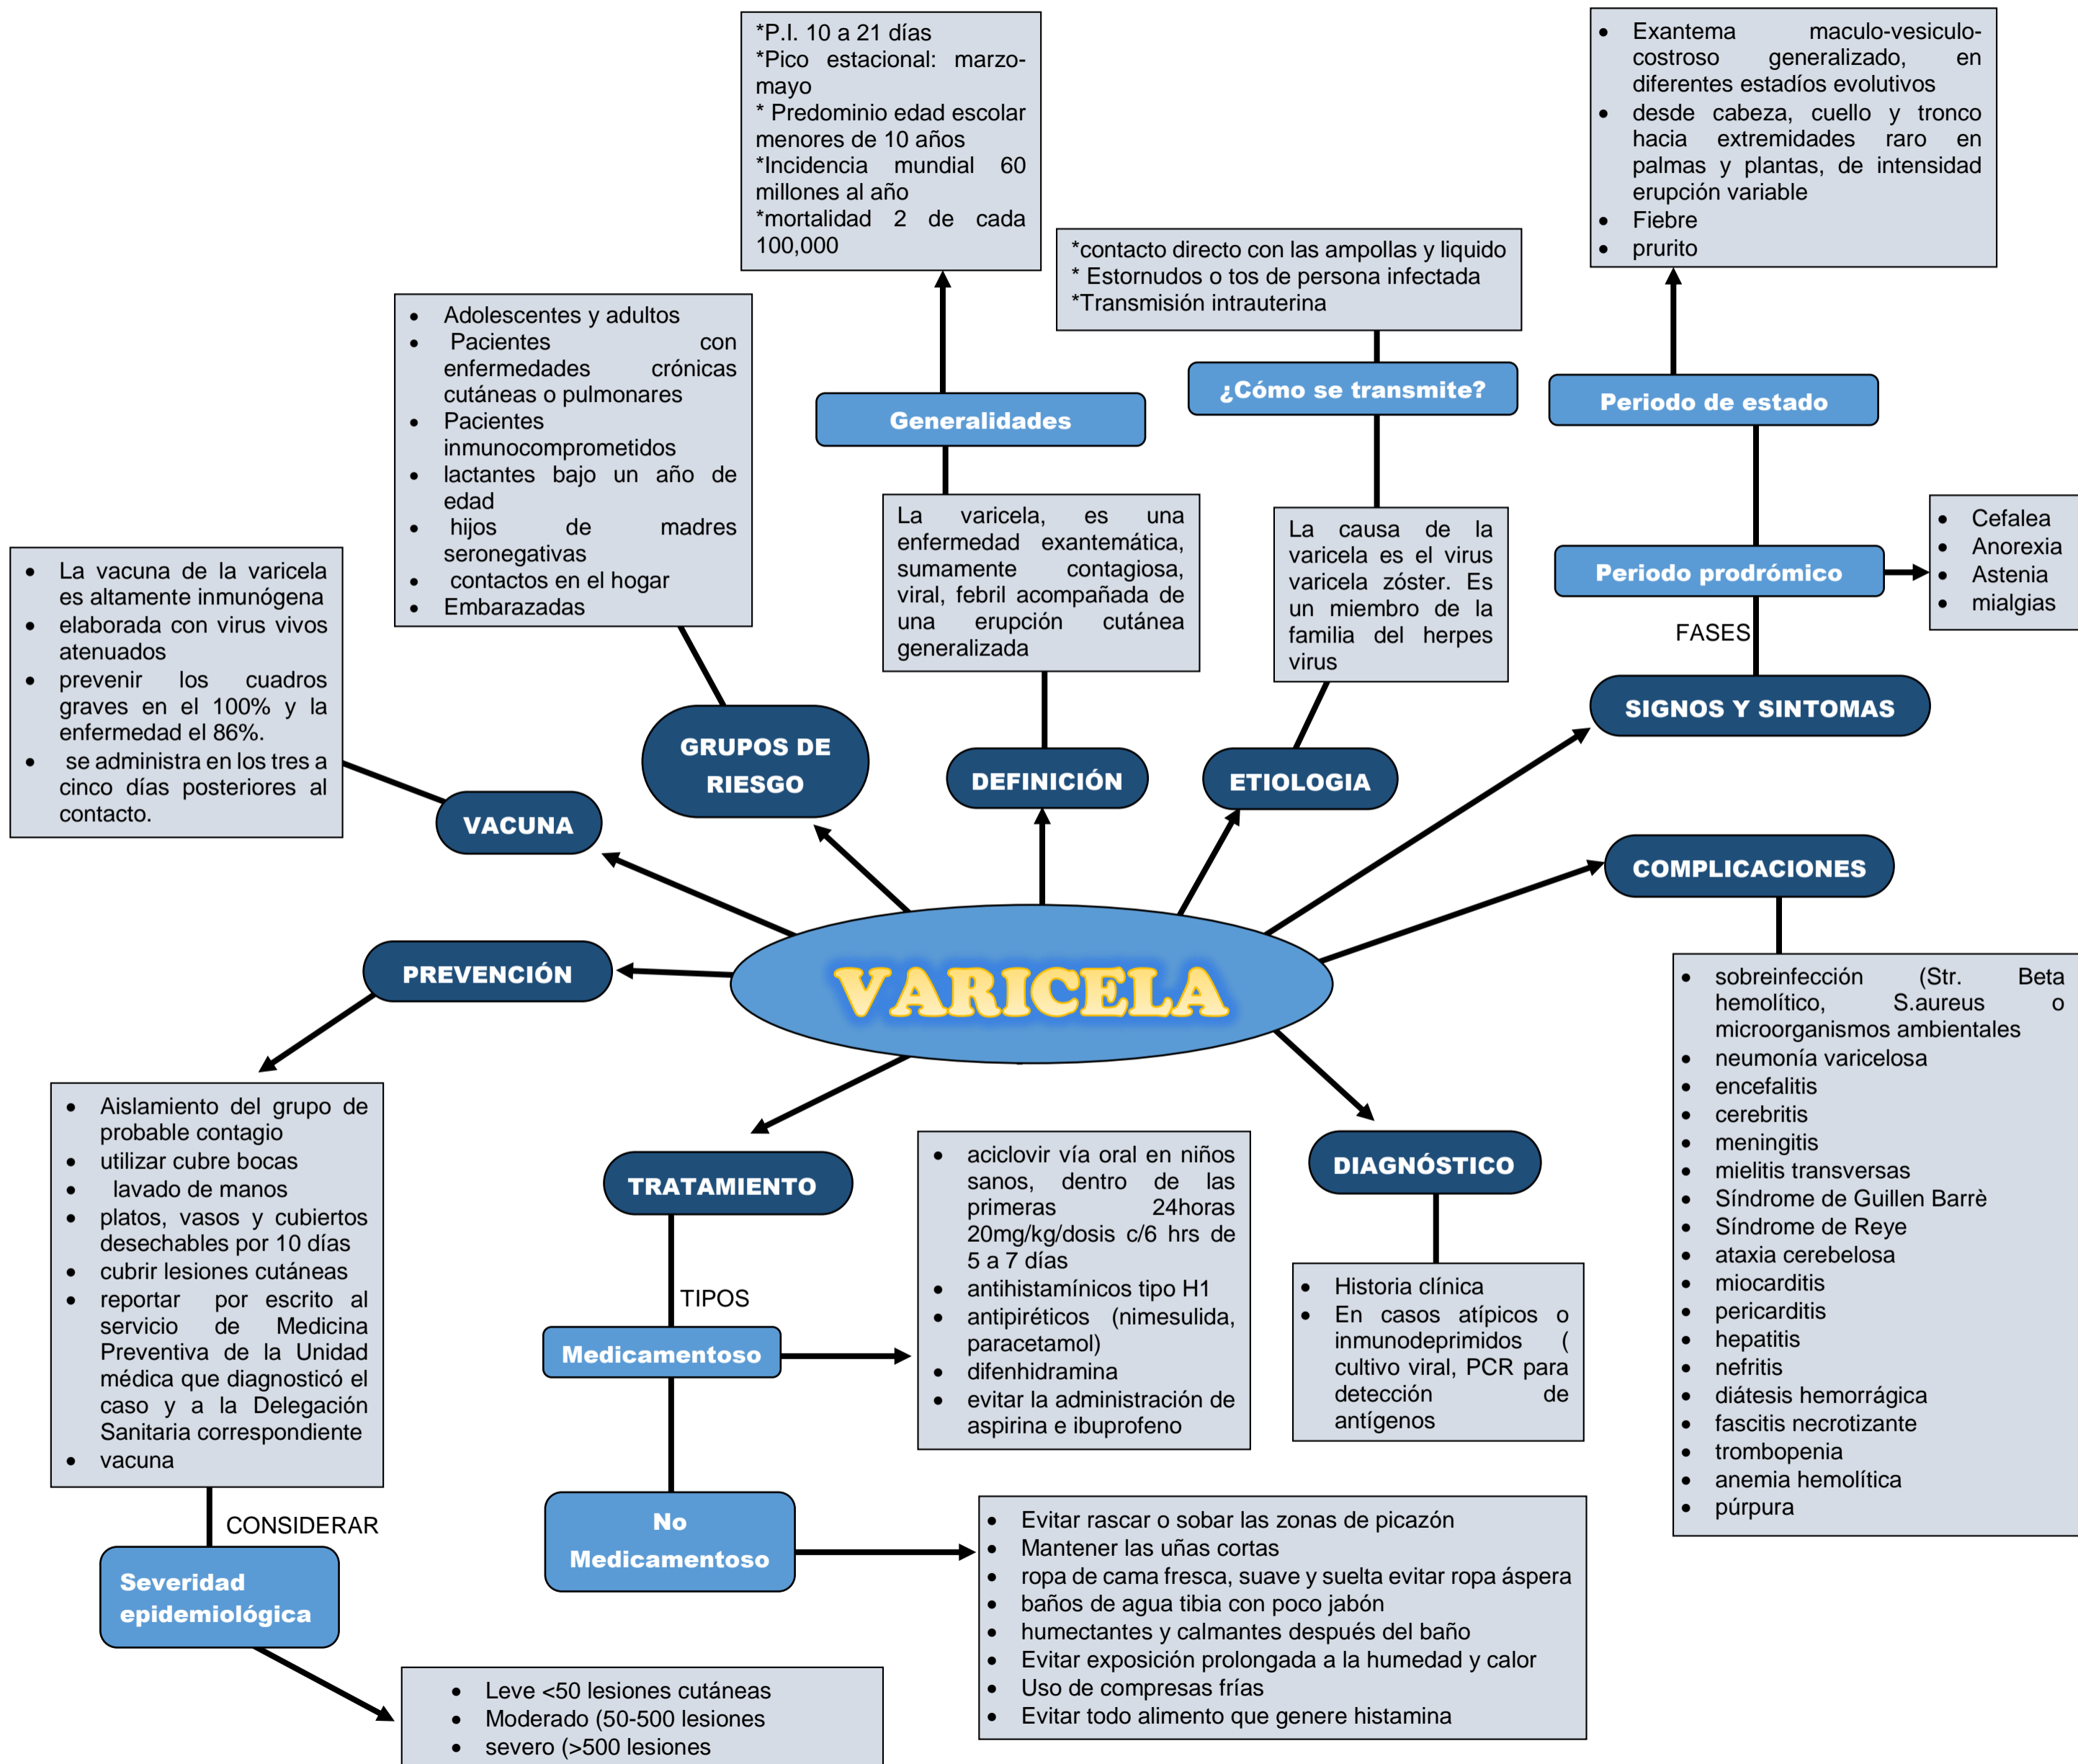 *P.I. 10 a 21 días
*Pico estacional: marzo-
mayo
* Predominio edad escolar
menores de 10 años
*Incidencia mundial 60
millones al año
*mortalidad 2 de cada
100,000
• Exantema maculo-vesiculo-
costroso generalizado, en
diferentes estadíos evolutivos
• desde cabeza, cuello y tronco
hacia extremidades raro en
palmas y plantas, de intensidad
erupción variable
• Fiebre
• prurito
*contacto directo con las ampollas y liquido
* Estornudos o tos de persona infectada
*Transmisión intrauterina
• Adolescentes y adultos
• Pacientes con
enfermedades crónicas
cutáneas o pulmonares
• Pacientes
inmunocomprometidos
• lactantes bajo un año de
edad
• hijos de madres
seronegativas
• contactos en el hogar
• Embarazadas
Generalidades
¿Cómo se transmite?
Periodo de estado
La varicela, es una
enfermedad exantemática,
sumamente contagiosa,
viral, febril acompañada de
una erupción cutánea
generalizada
La causa de la
varicela es el virus
varicela zóster. Es
un miembro de la
familia del herpes
virus
Periodo prodrómico
• Cefalea
• Anorexia
• Astenia
• mialgias
FASES
• La vacuna de la varicela
es altamente inmunógena
• elaborada con virus vivos
atenuados
• prevenir los cuadros
graves en el 100% y la
enfermedad el 86%.
• se administra en los tres a
cinco días posteriores al
contacto.
VACUNA
GRUPOS DE
RIESGO
DEFINICIÓN
ETIOLOGIA
SIGNOS Y SINTOMAS
COMPLICACIONES
PREVENCIÓN
VARICELA
• sobreinfección (Str. Beta
hemolítico, S.aureus o
microorganismos ambientales
• neumonía varicelosa
• encefalitis
• cerebritis
• meningitis
• mielitis transversas
• Síndrome de Guillen Barrè
• Síndrome de Reye
• ataxia cerebelosa
• miocarditis
• pericarditis
• hepatitis
• nefritis
• diátesis hemorrágica
• fascitis necrotizante
• trombopenia
• anemia hemolítica
• púrpura
• Aislamiento del grupo de
probable contagio
• utilizar cubre bocas
• lavado de manos
• platos, vasos y cubiertos
desechables por 10 días
• cubrir lesiones cutáneas
• reportar por escrito al
servicio de Medicina
Preventiva de la Unidad
médica que diagnosticó el
caso y a la Delegación
Sanitaria correspondiente
• vacuna
TRATAMIENTO
• aciclovir vía oral en niños
sanos, dentro de las
primeras 24horas
20mg/kg/dosis c/6 hrs de
5 a 7 días
• antihistamínicos tipo H1
• antipiréticos (nimesulida,
paracetamol)
• difenhidramina
• evitar la administración de
aspirina e ibuprofeno
DIAGNÓSTICO
• Historia clínica
• En casos atípicos o
inmunodeprimidos (
cultivo viral, PCR para
detección de
antígenos
TIPOS
Medicamentoso
No
Medicamentoso
• Evitar rascar o sobar las zonas de picazón
• Mantener las uñas cortas
• ropa de cama fresca, suave y suelta evitar ropa áspera
• baños de agua tibia con poco jabón
• humectantes y calmantes después del baño
• Evitar exposición prolongada a la humedad y calor
• Uso de compresas frías
• Evitar todo alimento que genere histamina
CONSIDERAR
Severidad
epidemiológica
• Leve <50 lesiones cutáneas
• Moderado (50-500 lesiones
• severo (>500 lesiones